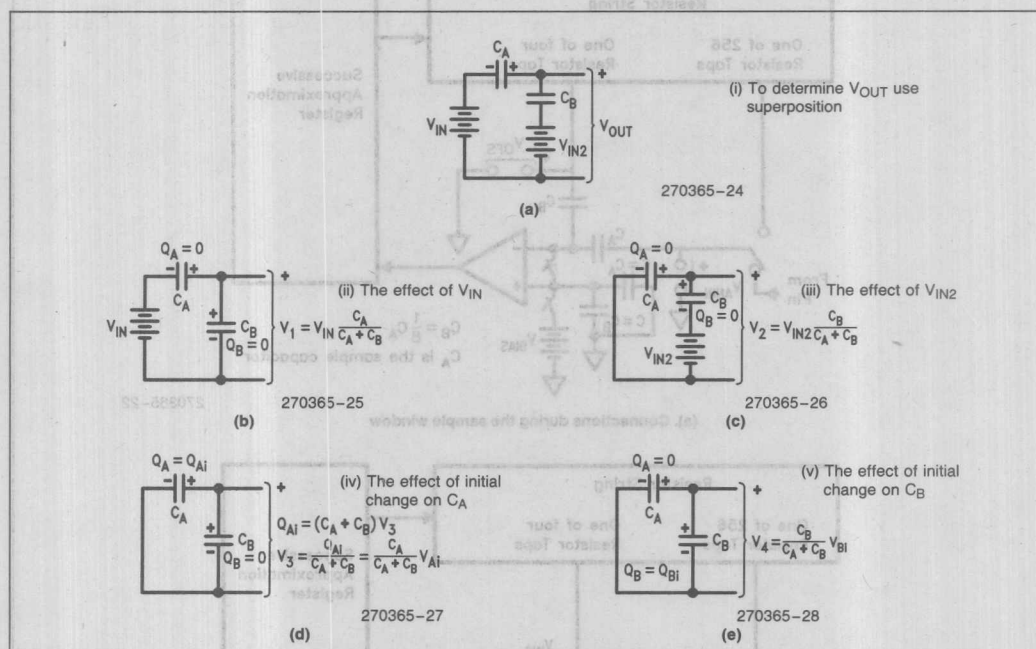 C_A
- +
+
C_B
V_IN
V_IN2
V_OUT
(i) To determine V_OUT use
superposition
270365-24
(a)
Q_A = 0
- +
C_A
+
V_IN
+
-
C_B
Q_B = 0
(ii) The effect of V_IN
V_1 = V_IN C_A / (C_A + C_B)
270365-25
(b)
Q_A = 0
- +
C_A
+
+
-
C_B
Q_B = 0
V_IN2
(iii) The effect of V_IN2
V_2 = V_IN2 C_B / (C_A + C_B)
270365-26
(c)
Q_A = Q_Ai
- +
C_A
+
+
-
C_B
Q_B = 0
(iv) The effect of initial
change on C_A
Q_Ai = (C_A + C_B) V_3
V_3 = q_Ai / (C_A + C_B) = C_A / (C_A + C_B) V_Ai
270365-27
(d)
Q_A = 0
- +
C_A
+
+
-
C_B
Q_B = Q_Bi
(v) The effect of initial
change on C_B
V_4 = C_B / (C_A + C_B) V_BI
270365-28
(e)